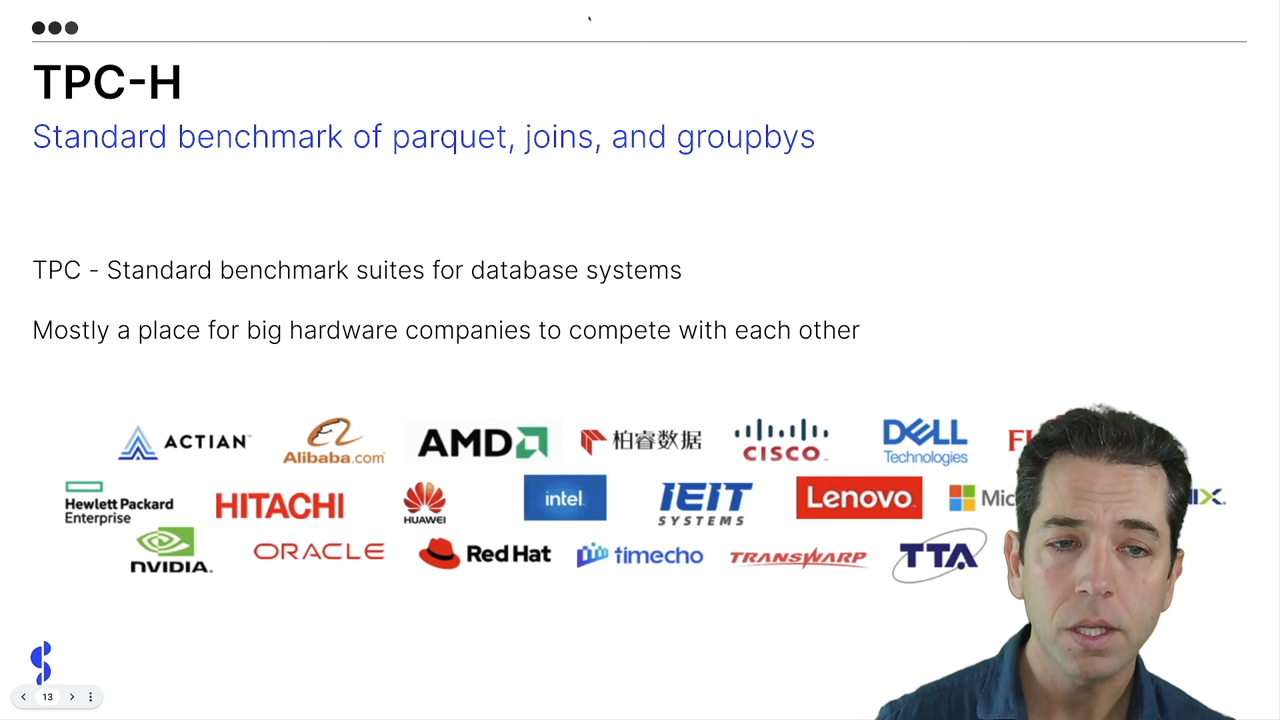 TPC-H
Standard benchmark of parquet, joins, and groupbys
TPC - Standard benchmark suites for database systems
Mostly a place for big hardware companies to compete with each other
ACTIAN
Alibaba.com
AMD
柏睿数据
CISCO
DELL
Technologies
Hewlett Packard
Enterprise
HITACHI
HUAWEI
intel
IEIT
SYSTEMS
Lenovo
NVIDIA
ORACLE
Red Hat
timecho
TRANSWARP
TTA
13